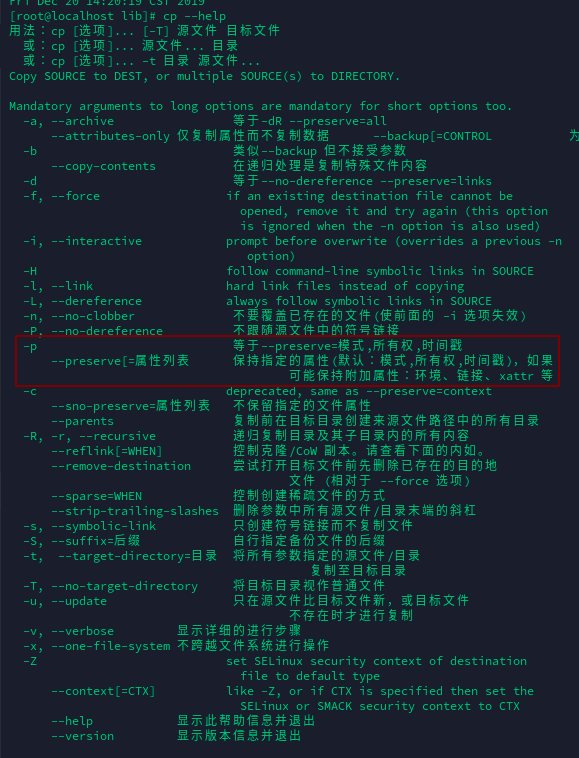 Fri Dec 20 14:20:19 CST 2019
[root@localhost lib]# cp --help
用法：cp [选项]... [-T] 源文件 目标文件
或：cp [选项]... 源文件... 目录
或：cp [选项]... -t 目录 源文件...
Copy SOURCE to DEST, or multiple SOURCE(s) to DIRECTORY.
Mandatory arguments to long options are mandatory for short options too.
-a, --archive 等于-dR --preserve=all
--attributes-only 仅复制属性而不复制数据 --backup[=CONTROL 为
-b 类似--backup 但不接受参数
--copy-contents 在递归处理是复制特殊文件内容
-d 等于--no-dereference --preserve=links
-f, --force if an existing destination file cannot be
opened, remove it and try again (this option
is ignored when the -n option is also used)
-i, --interactive prompt before overwrite (overrides a previous -n
option)
-H follow command-line symbolic links in SOURCE
-l, --link hard link files instead of copying
-L, --dereference always follow symbolic links in SOURCE
-n, --no-clobber 不要覆盖已存在的文件(使前面的 -i 选项失效)
-P, --no-dereference 不跟随源文件中的符号链接
-p 等于--preserve=模式,所有权,时间戳
--preserve[=属性列表 保持指定的属性(默认：模式,所有权,时间戳)，如果
可能保持附加属性：环境、链接、xattr 等
-c deprecated, same as --preserve=context
--sno-preserve=属性列表 不保留指定的文件属性
--parents 复制前在目标目录创建来源文件路径中的所有目录
-R, -r, --recursive 递归复制目录及其子目录内的所有内容
--reflink[=WHEN] 控制克隆/CoW 副本。请查看下面的内如。
--remove-destination 尝试打开目标文件前先删除已存在的目的地
文件 (相对于 --force 选项)
--sparse=WHEN 控制创建稀疏文件的方式
--strip-trailing-slashes 删除参数中所有源文件/目录末端的斜杠
-s, --symbolic-link 只创建符号链接而不复制文件
-S, --suffix=后缀 自行指定备份文件的后缀
-t, --target-directory=目录 将所有参数指定的源文件/目录
复制至目标目录
-T, --no-target-directory 将目标目录视作普通文件
-u, --update 只在源文件比目标文件新，或目标文件
不存在时才进行复制
-v, --verbose 显示详细的进行步骤
-x, --one-file-system 不跨越文件系统进行操作
-Z set SELinux security context of destination
file to default type
--context[=CTX] like -Z, or if CTX is specified then set the
SELinux or SMACK security context to CTX
--help 显示此帮助信息并退出
--version 显示版本信息并退出